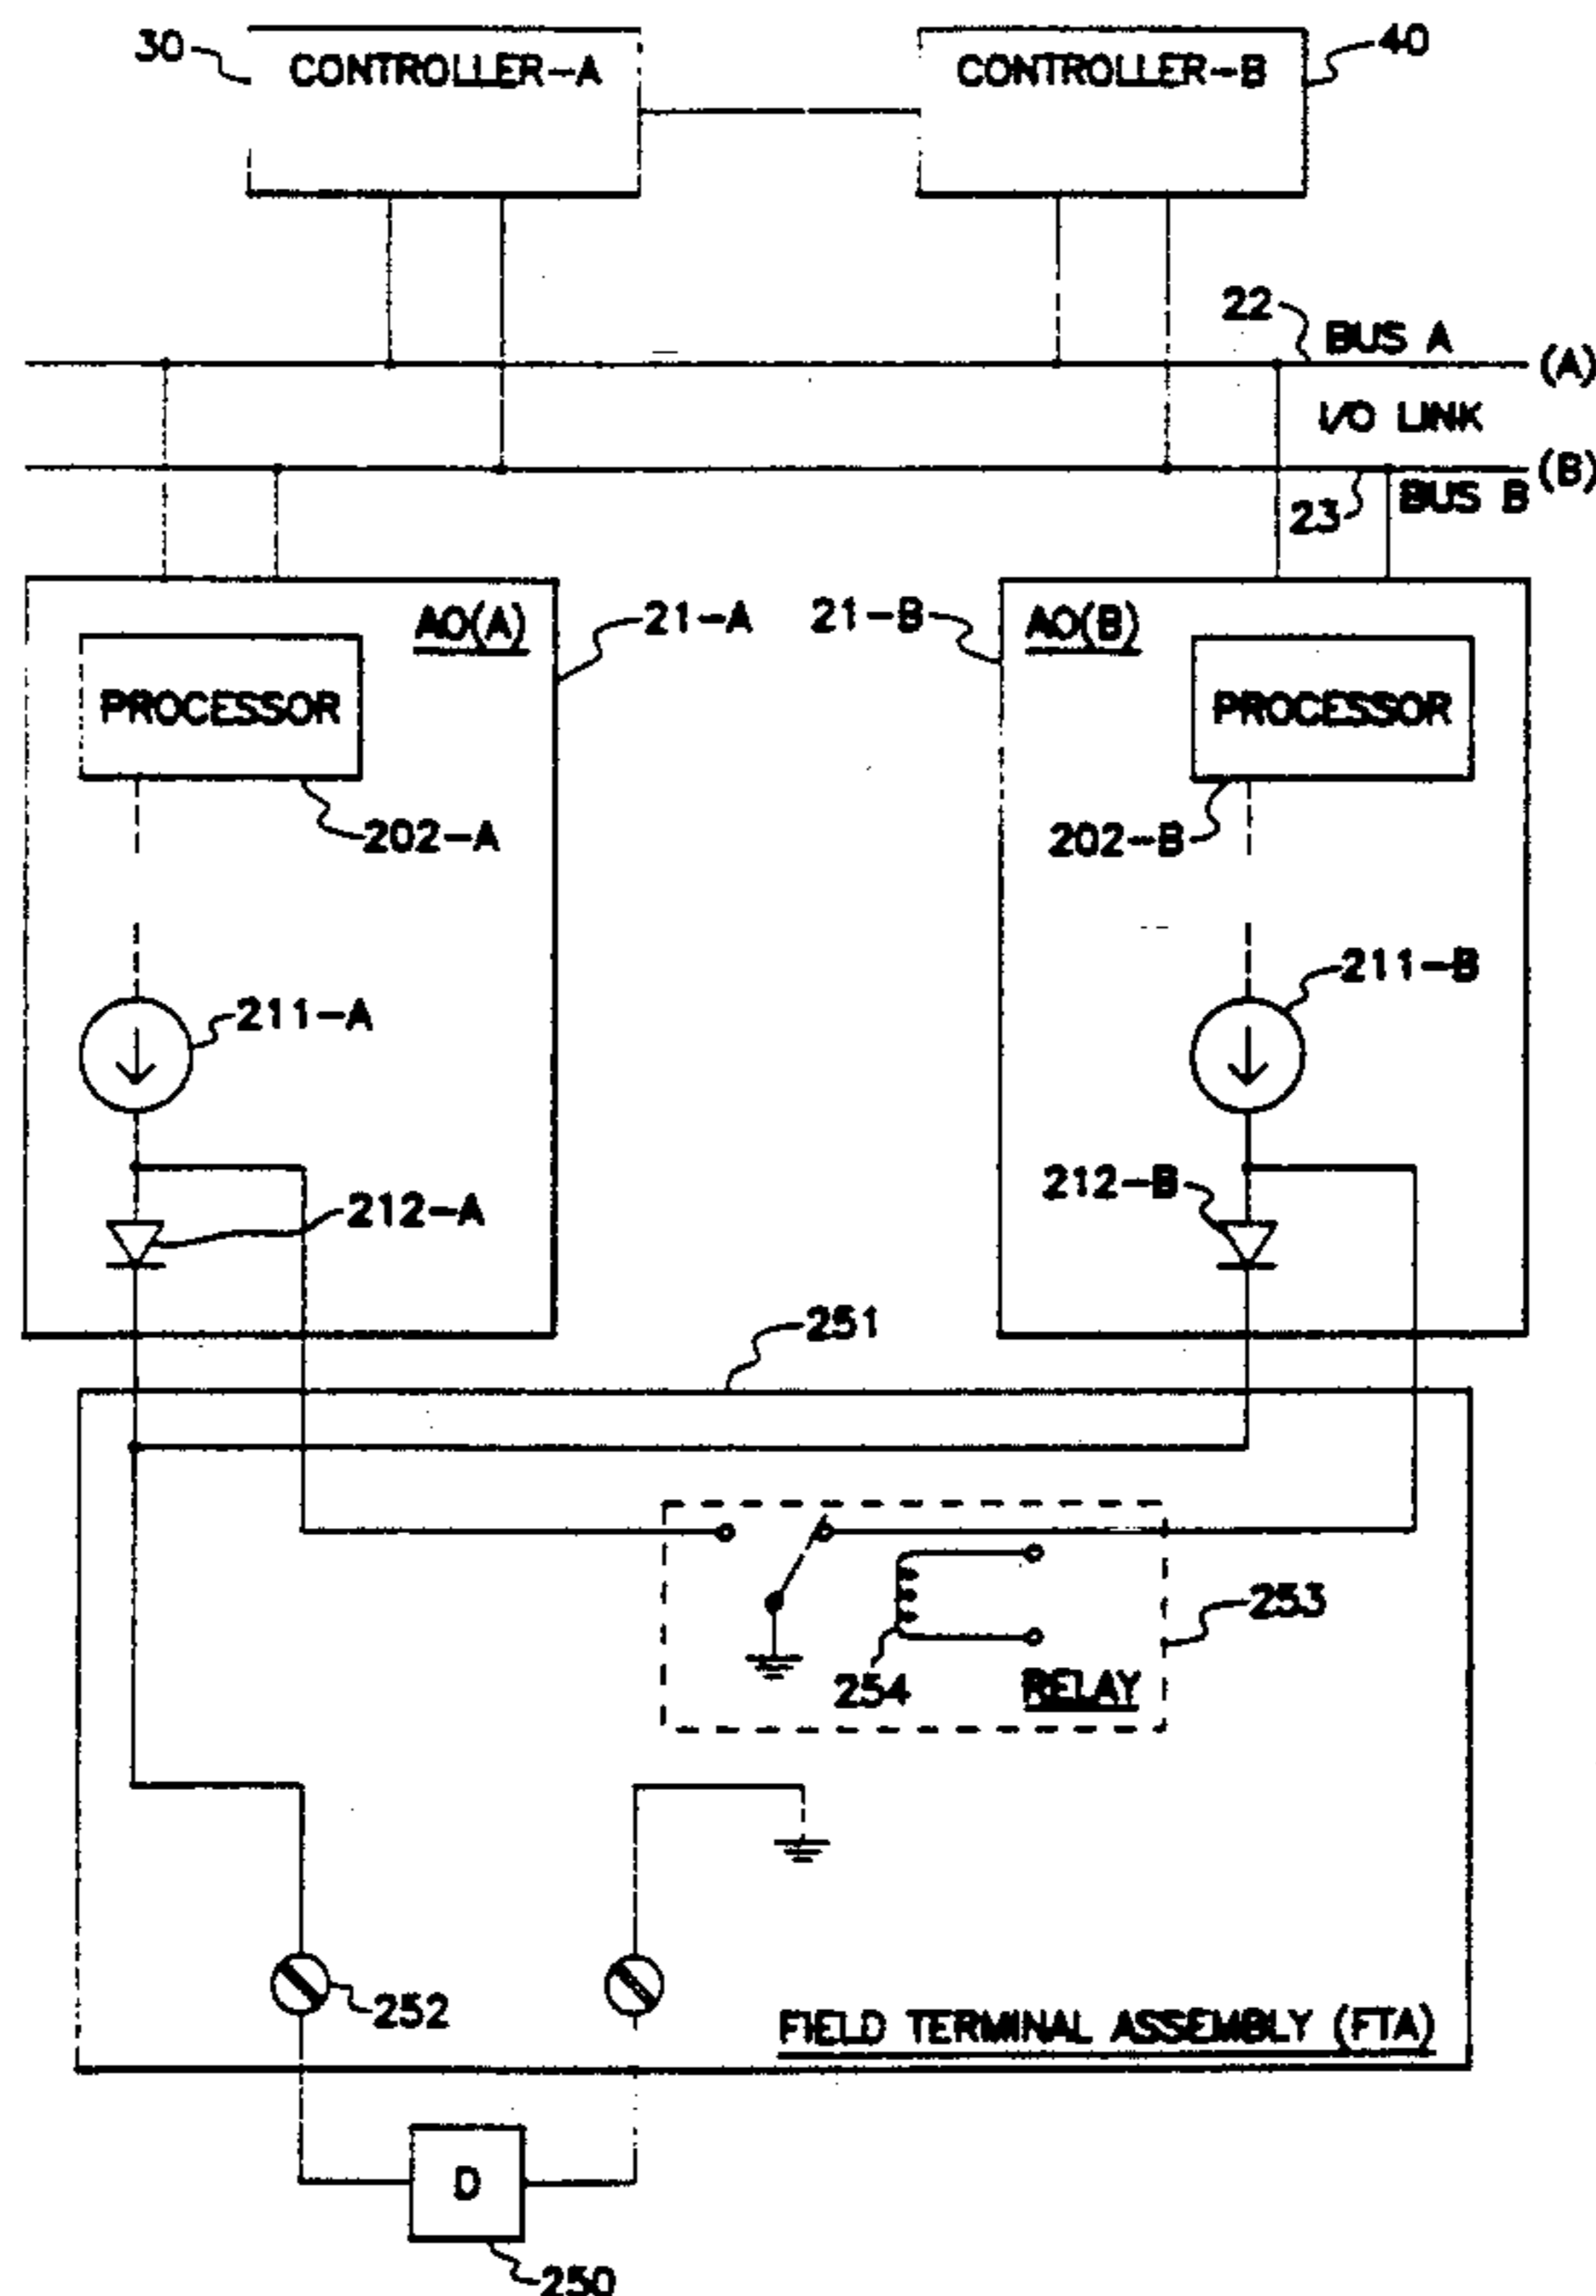 30
CONTROLLER-A
CONTROLLER-B
40
22
BUS A
(A)
I/O LINK
(B)
BUS B
23
AO(A)
21-A
21-B
AO(B)
PROCESSOR
PROCESSOR
202-A
202-B
211-A
211-B
212-A
212-B
251
253
254
RELAY
252
FIELD TERMINAL ASSEMBLY (FTA)
D
250